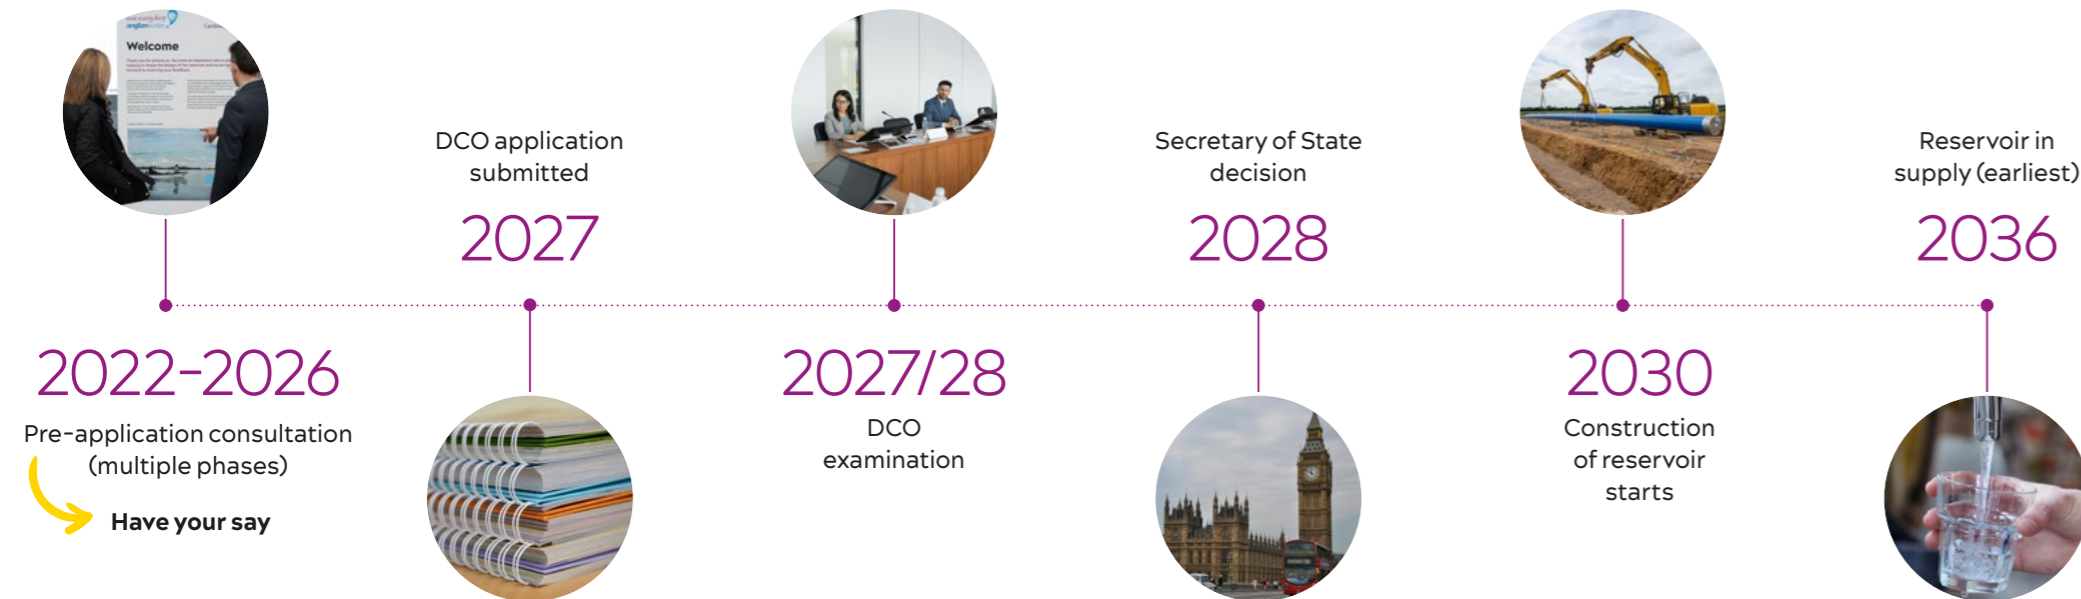 anglianwater
Welcome
2022-2026
Pre-application consultation
(multiple phases)
Have your say
DCO application
submitted
2027
2027/28
DCO
examination
Secretary of State
decision
2028
2030
Construction
of reservoir
starts
Reservoir in
supply (earliest)
2036